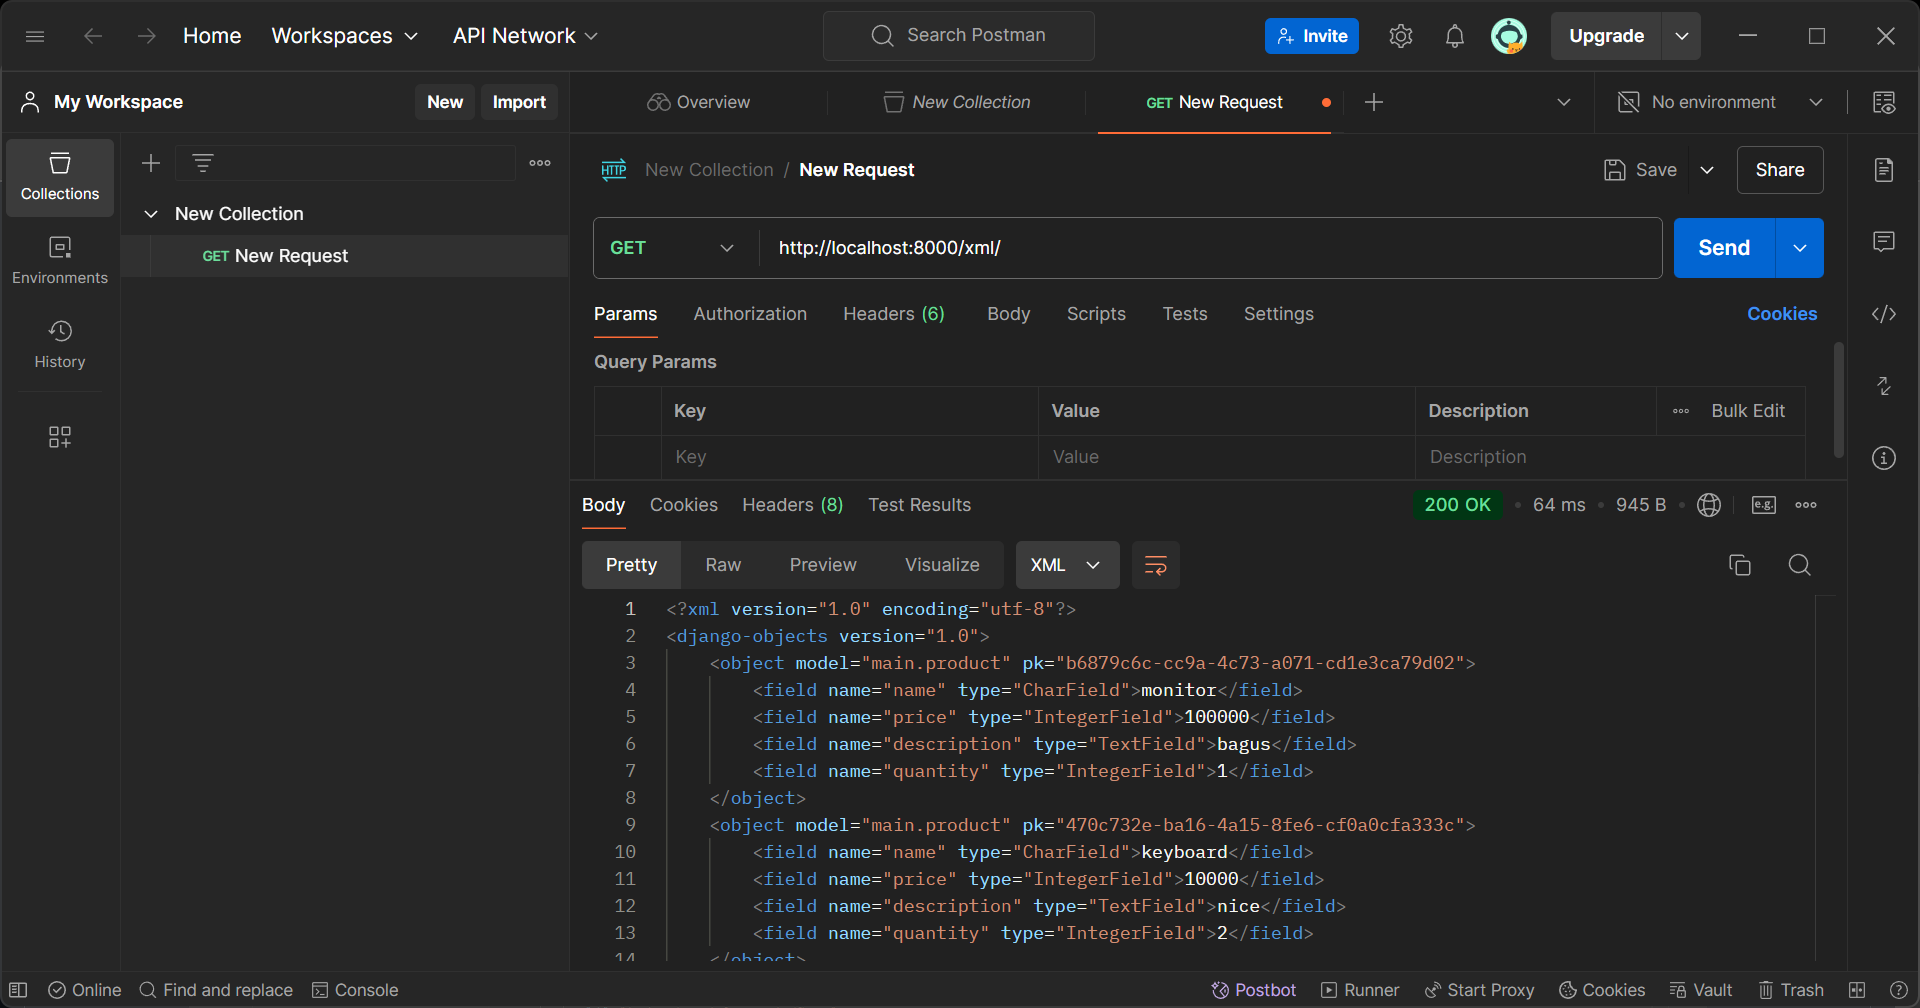 Home Workspaces API Network Search Postman Invite Upgrade
My Workspace New Import Overview New Collection GET New Request No environment
Collections
Environments
History
New Collection
GET New Request
HTTP New Collection / New Request Save Share
GET http://localhost:8000/xml/ Send
Params Authorization Headers (6) Body Scripts Tests Settings Cookies
Query Params
Key Value Description Bulk Edit
Key Value Description
Body Cookies Headers (8) Test Results 200 OK • 64 ms • 945 B • e.g.
Pretty Raw Preview Visualize XML
1 <?xml version="1.0" encoding="utf-8"?>
2 <django-objects version="1.0">
3 <object model="main.product" pk="b6879c6c-cc9a-4c73-a071-cd1e3ca79d02">
4 <field name="name" type="CharField">monitor</field>
5 <field name="price" type="IntegerField">100000</field>
6 <field name="description" type="TextField">bagus</field>
7 <field name="quantity" type="IntegerField">1</field>
8 </object>
9 <object model="main.product" pk="470c732e-ba16-4a15-8fe6-cf0a0cfa333c">
10 <field name="name" type="CharField">keyboard</field>
11 <field name="price" type="IntegerField">10000</field>
12 <field name="description" type="TextField">nice</field>
13 <field name="quantity" type="IntegerField">2</field>
14 </object>
Online Find and replace Console Postbot Runner Start Proxy Cookies Vault Trash